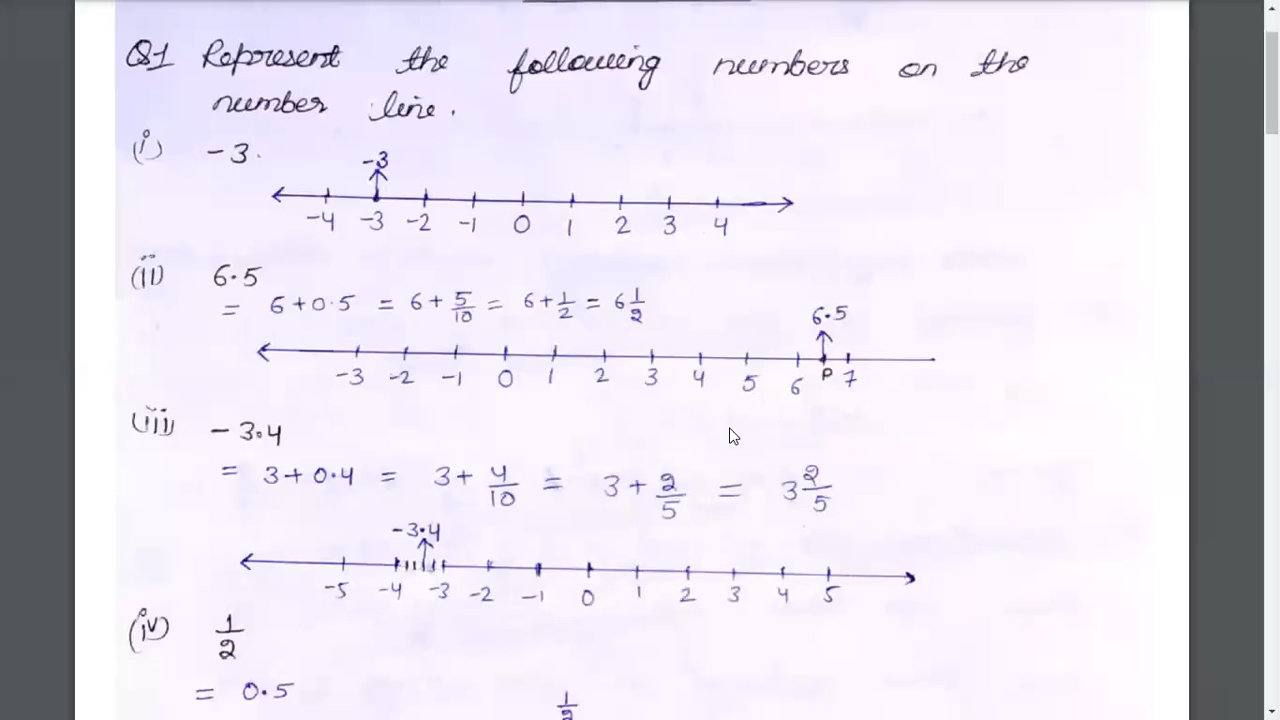 Q1 Represent the following numbers on the
number line.
(i) -3.
-3
-4 -3 -2 -1 0 1 2 3 4
(ii) 6.5
= 6+0.5 = 6+5/10 = 6+1/2 = 6 1/2
6.5
-3 -2 -1 0 1 2 3 4 5 6 P 7
(iii) -3.4
= 3+0.4 = 3+4/10 = 3+2/5 = 3 2/5
-3.4
-5 -4 -3 -2 -1 0 1 2 3 4 5
(iv) 1/2
= 0.5
1/2